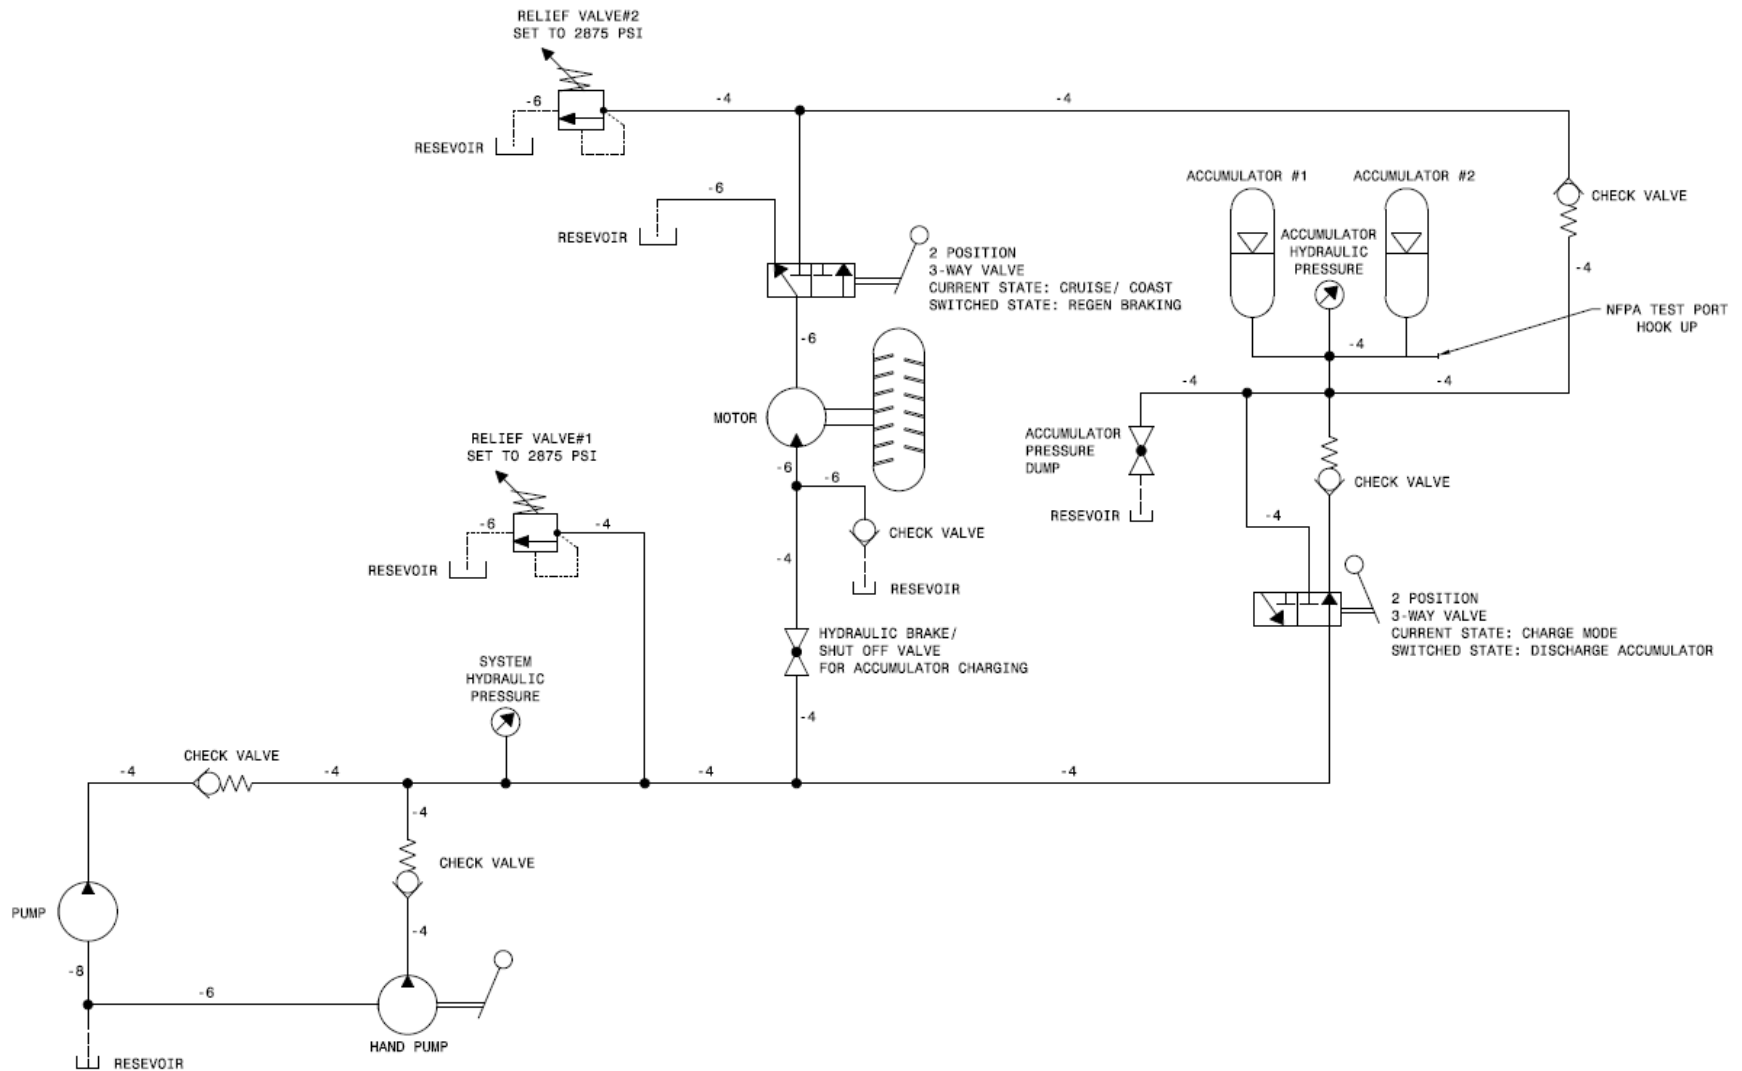 RELIEF VALVE#2
SET TO 2875 PSI
-6
-4
-4
RESEVOIR
-6
RESEVOIR
2 POSITION
3-WAY VALVE
CURRENT STATE: CRUISE/ COAST
SWITCHED STATE: REGEN BRAKING
ACCUMULATOR #1
ACCUMULATOR #2
CHECK VALVE
ACCUMULATOR
HYDRAULIC
PRESSURE
-4
NFPA TEST PORT
HOOK UP
-6
-4
-4
-4
MOTOR
RELIEF VALVE#1
SET TO 2875 PSI
ACCUMULATOR
PRESSURE
DUMP
-6
-6
CHECK VALVE
RESEVOIR
-4
-6
-4
CHECK VALVE
-4
RESEVOIR
RESEVOIR
2 POSITION
3-WAY VALVE
CURRENT STATE: CHARGE MODE
SWITCHED STATE: DISCHARGE ACCUMULATOR
HYDRAULIC BRAKE/
SHUT OFF VALVE
FOR ACCUMULATOR CHARGING
SYSTEM
HYDRAULIC
PRESSURE
-4
CHECK VALVE
-4
-4
-4
-4
-4
CHECK VALVE
PUMP
-4
-8
-6
HAND PUMP
RESEVOIR